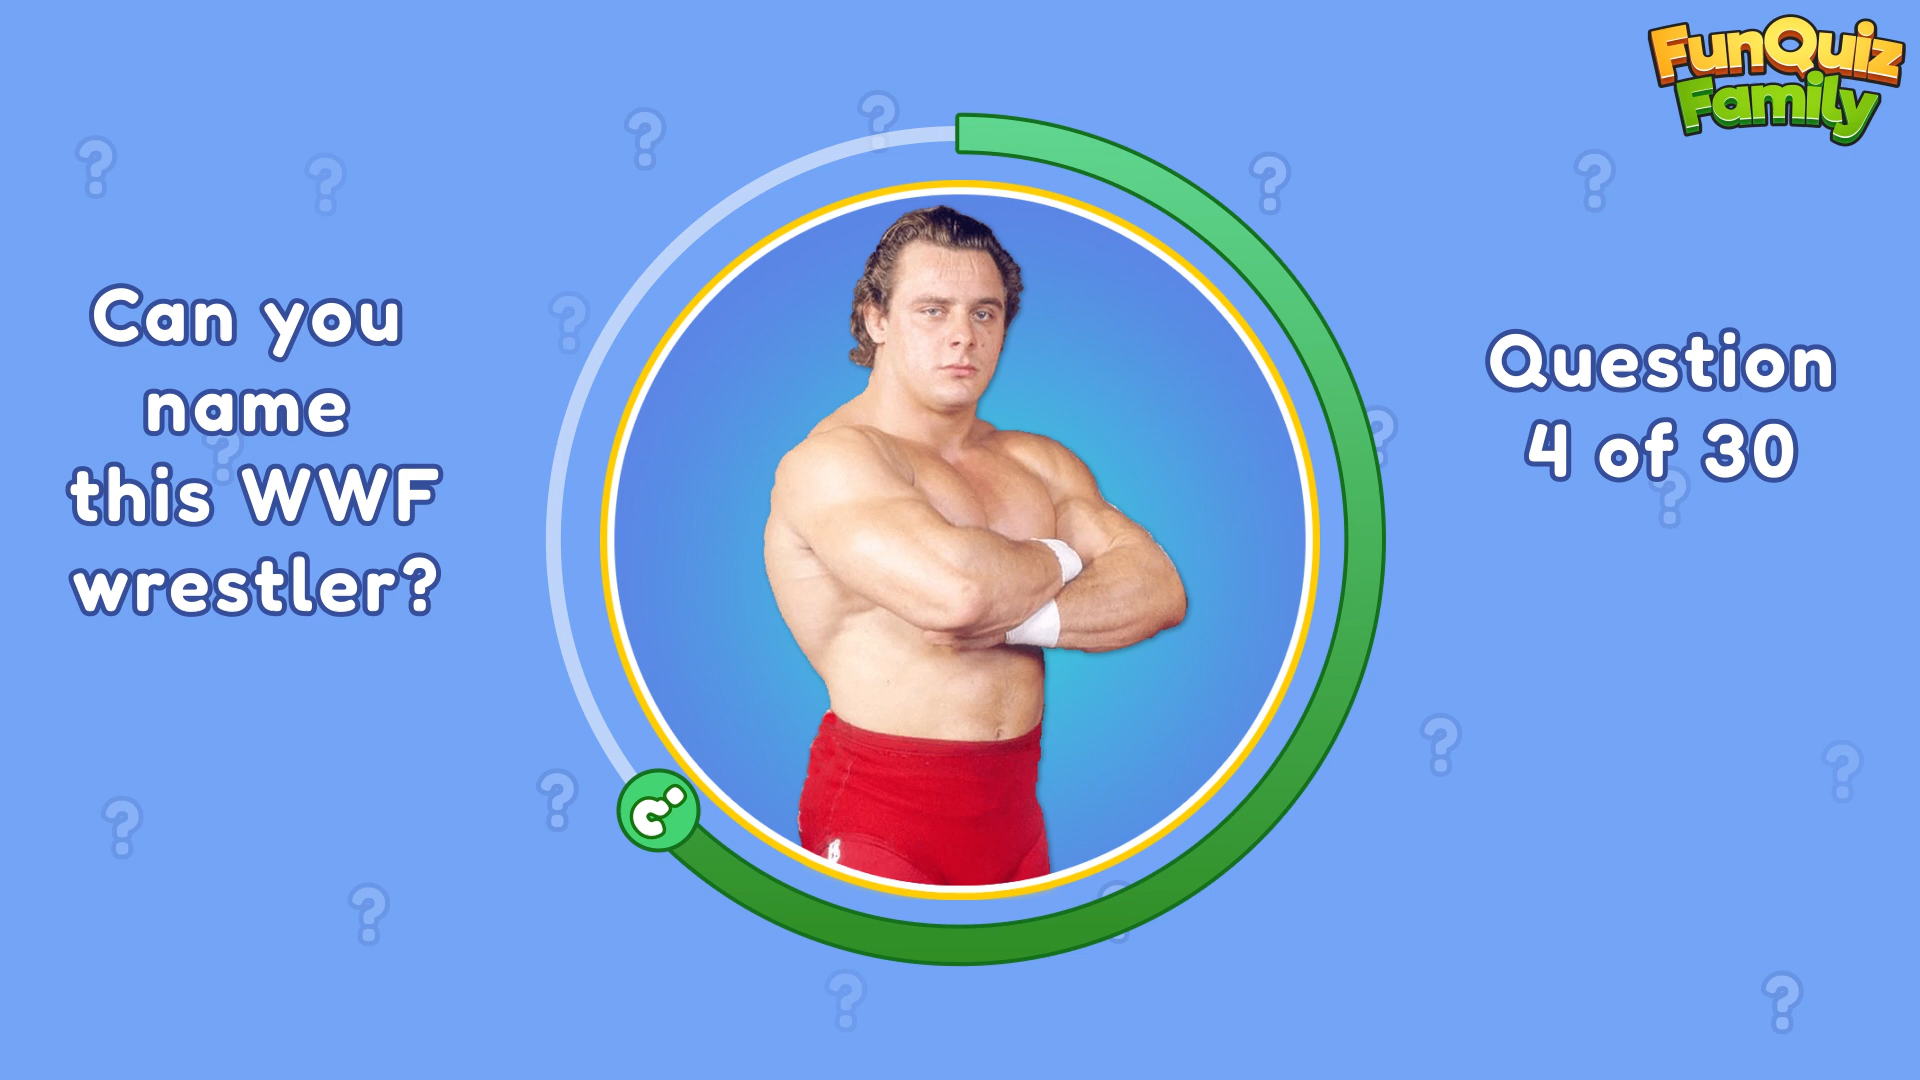 FunQuiz
Family
Can you
name
this WWF
wrestler?
Question
4 of 30